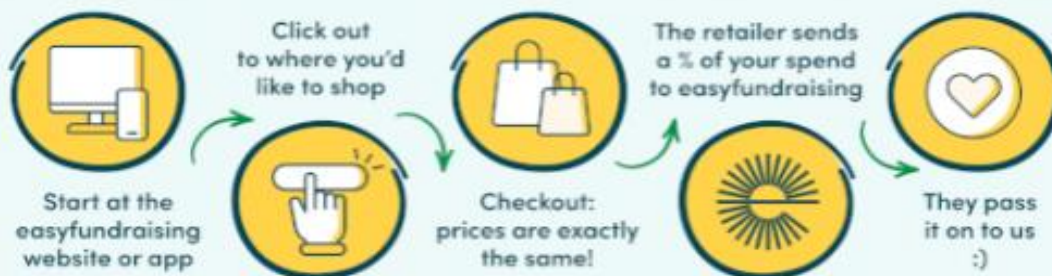 Start at the
easyfundraising
website or app
Click out
to where you'd
like to shop
Checkout:
prices are exactly
the same!
The retailer sends
a % of your spend
to easyfundraising
They pass
it on to us
:)